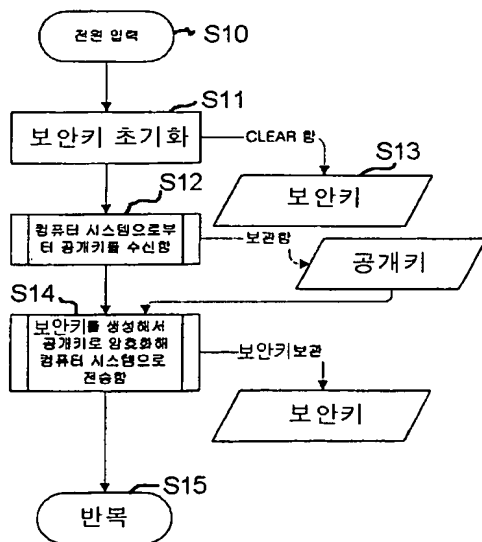 전원 입력
S10
S11
보안키 초기화
CLEAR 함
S13
보안키
S12
컴퓨터 시스템으로부
터 공개키를 수신함
보관함
공개키
S14
보안키를 생성해서
공개키로 암호화해
컴퓨터 시스템으로
전송함
보안키보관
보안키
S15
반복